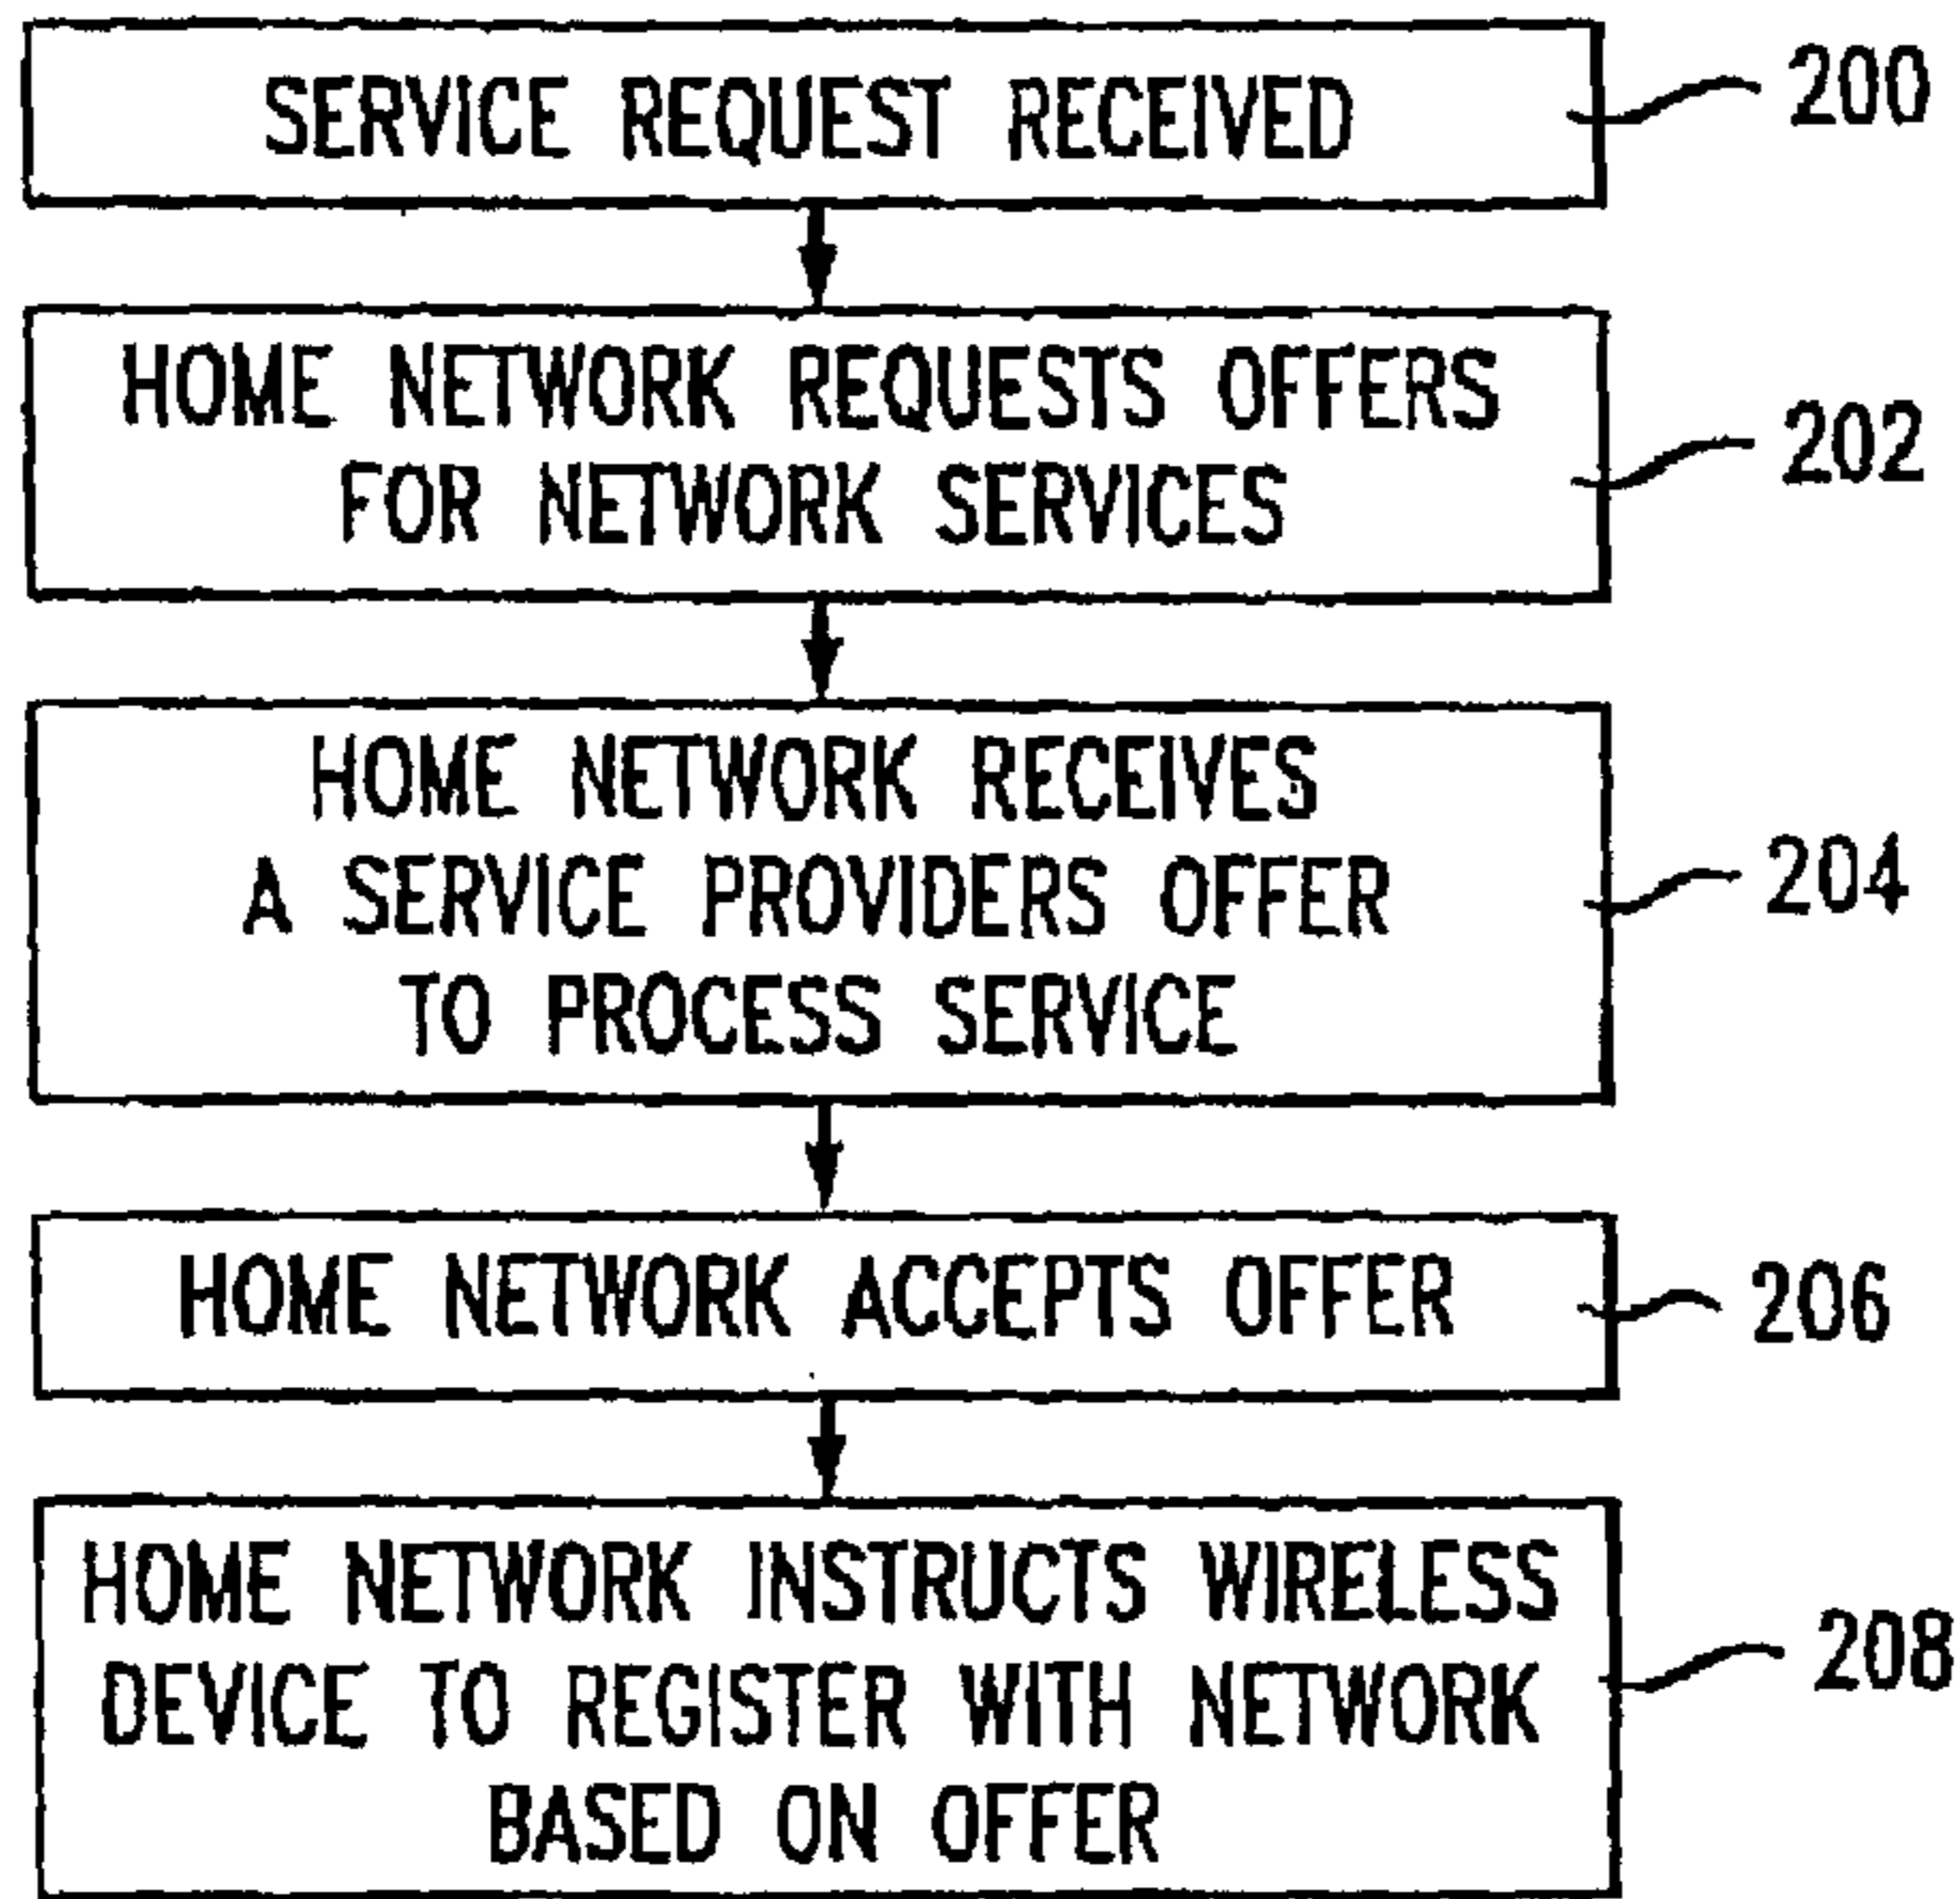 SERVICE REQUEST RECEIVED
200
HOME NETWORK REQUESTS OFFERS
FOR NETWORK SERVICES
202
HOME NETWORK RECEIVES
A SERVICE PROVIDERS OFFER
TO PROCESS SERVICE
204
HOME NETWORK ACCEPTS OFFER
206
HOME NETWORK INSTRUCTS WIRELESS
DEVICE TO REGISTER WITH NETWORK
BASED ON OFFER
208